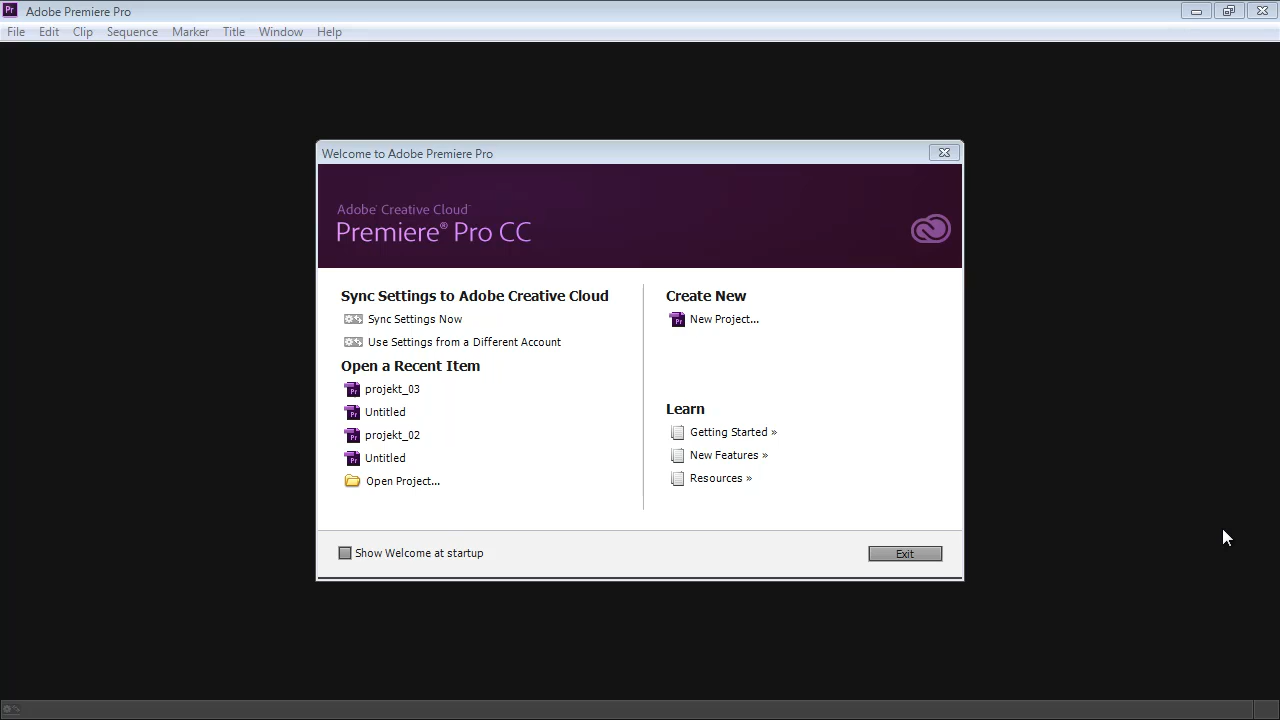 Adobe Premiere Pro
File Edit Clip Sequence Marker Title Window Help
Welcome to Adobe Premiere Pro
Adobe® Creative Cloud™
Premiere® Pro CC
Sync Settings to Adobe Creative Cloud
Sync Settings Now
Use Settings from a Different Account
Open a Recent Item
projekt_03
Untitled
projekt_02
Untitled
Open Project...
Create New
New Project...
Learn
Getting Started »
New Features »
Resources »
Show Welcome at startup
Exit